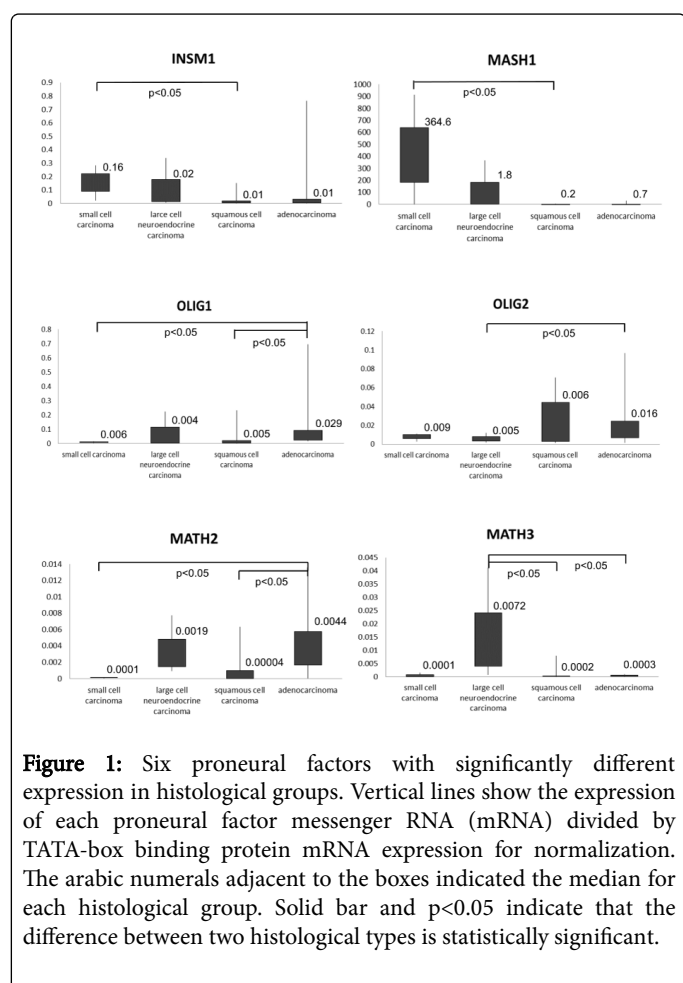 INSM1
0.9
0.8
0.7
0.6
0.5
0.4
0.3
0.2
0.1
0
p<0.05
0.16
0.02
0.01
0.01
small cell carcinoma
larce cell neuroendocrine carcinoma
squamous cell carcinoma
adenocarcinoma
MASH1
1000
900
800
700
600
500
400
300
200
100
0
p<0.05
364.6
1.8
0.2
0.7
small cell carcinoma
large cell neuroendocrine carcinoma
squamous cell carcinoma
adenocarcinoma
OLIG1
0.8
0.7
0.6
0.5
0.4
0.3
0.2
0.1
0
p<0.05
p<0.05
0.006
0.004
0.005
0.029
small cell carcinoma
large cell neuroendocrine carcinoma
squamous cell carcinoma
adenocarcinoma
OLIG2
0.12
0.1
0.08
0.06
0.04
0.02
0
p<0.05
0.009
0.005
0.006
0.016
small cell carcinoma
large cell neuroendocrine carcinoma
squamous cell carcinoma
adenocarcinoma
MATH2
0.014
0.012
0.01
0.008
0.006
0.004
0.002
0
p<0.05
p<0.05
0.0001
0.0019
0.00004
0.0044
small cell carcinoma
large cell neuroendocrine carcinoma
squamous cell carcinoma
adenocarcinoma
MATH3
0.045
0.04
0.035
0.03
0.025
0.02
0.015
0.01
0.005
0
p<0.05
p<0.05
0.0001
0.0072
0.0002
0.0003
small cell carcinoma
large cell neuroendocrine carcinoma
squamous cell carcinoma
adenocarcinoma
Figure 1: Six proneural factors with significantly different
expression in histological groups. Vertical lines show the expression
of each proneural factor messenger RNA (mRNA) divided by
TATA-box binding protein mRNA expression for normalization.
The arabic numerals adjacent to the boxes indicated the median for
each histological group. Solid bar and p<0.05 indicate that the
difference between two histological types is statistically significant.